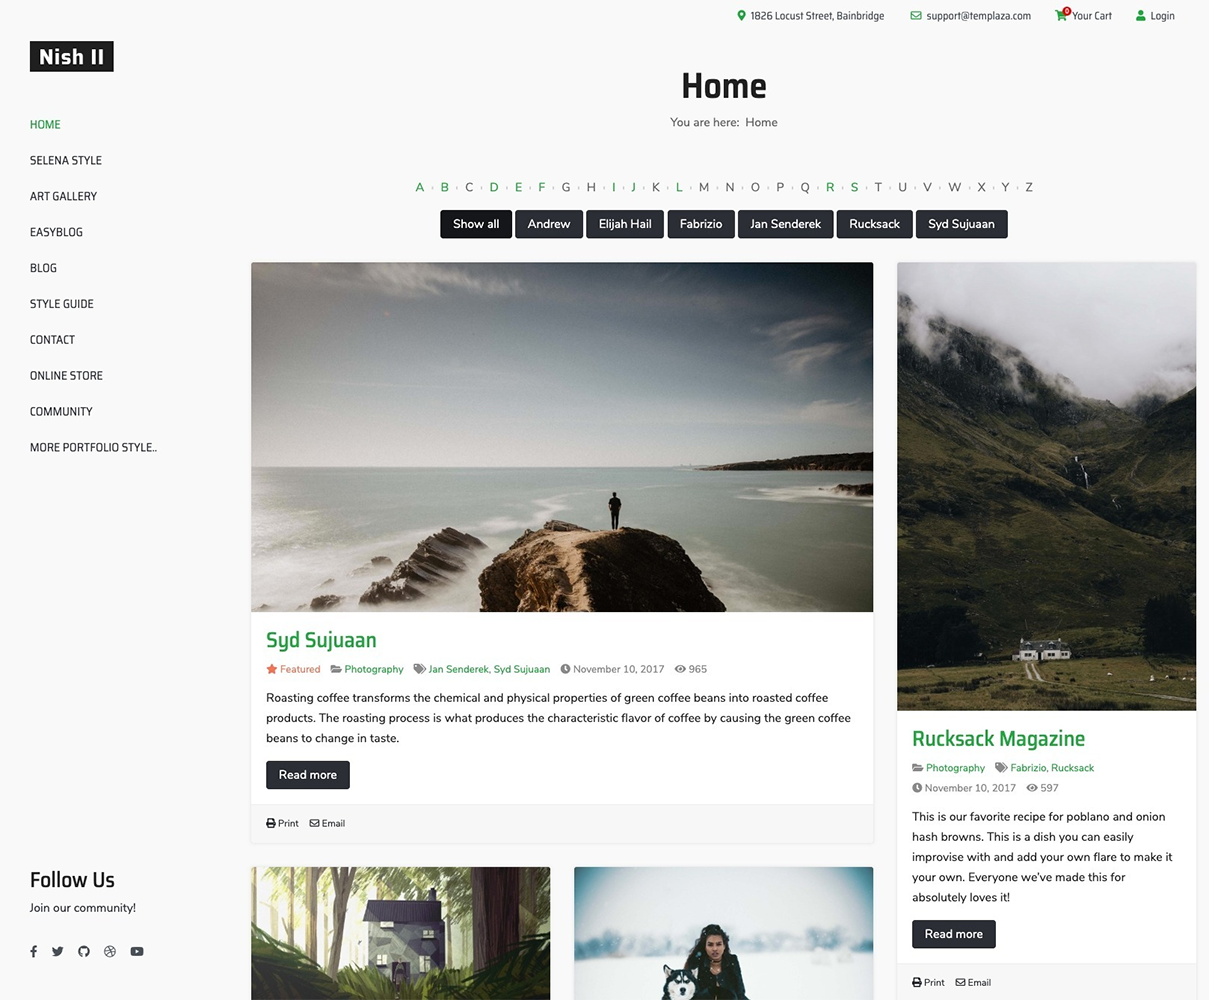 1826 Locust Street, Bainbridge support@templaza.com 0 Your Cart Login
Nish II
HOME
SELENA STYLE
ART GALLERY
EASYBLOG
BLOG
STYLE GUIDE
CONTACT
ONLINE STORE
COMMUNITY
MORE PORTFOLIO STYLE..
Follow Us
Join our community!
Home
You are here: Home
A B C D E F G H I J K L M N O P Q R S T U V W X Y Z
Show all Andrew Elijah Hail Fabrizio Jan Senderek Rucksack Syd Sujuaan
Syd Sujuaan
Featured Photography Jan Senderek, Syd Sujuaan November 10, 2017 965
Roasting coffee transforms the chemical and physical properties of green coffee beans into roasted coffee
products. The roasting process is what produces the characteristic flavor of coffee by causing the green coffee
beans to change in taste.
Read more
Print Email
Rucksack Magazine
Photography Fabrizio, Rucksack
November 10, 2017 597
This is our favorite recipe for poblano and onion
hash browns. This is a dish you can easily
improvise with and add your own flare to make it
your own. Everyone we've made this for
absolutely loves it!
Read more
Print Email